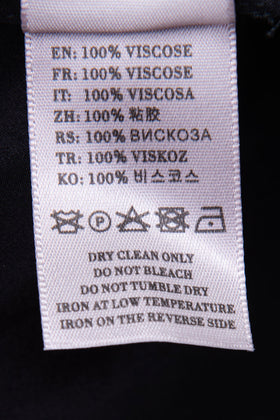 EN: 100% VISCOSE
FR: 100% VISCOSE
IT: 100% VISCOSA
ZH: 100% 粘胶
RS: 100% ВИСКОЗА
TR: 100% VISKOZ
KO: 100% 비스코스
P
DRY CLEAN ONLY
DO NOT BLEACH
DO NOT TUMBLE DRY
IRON AT LOW TEMPERATURE
IRON ON THE REVERSE SIDE